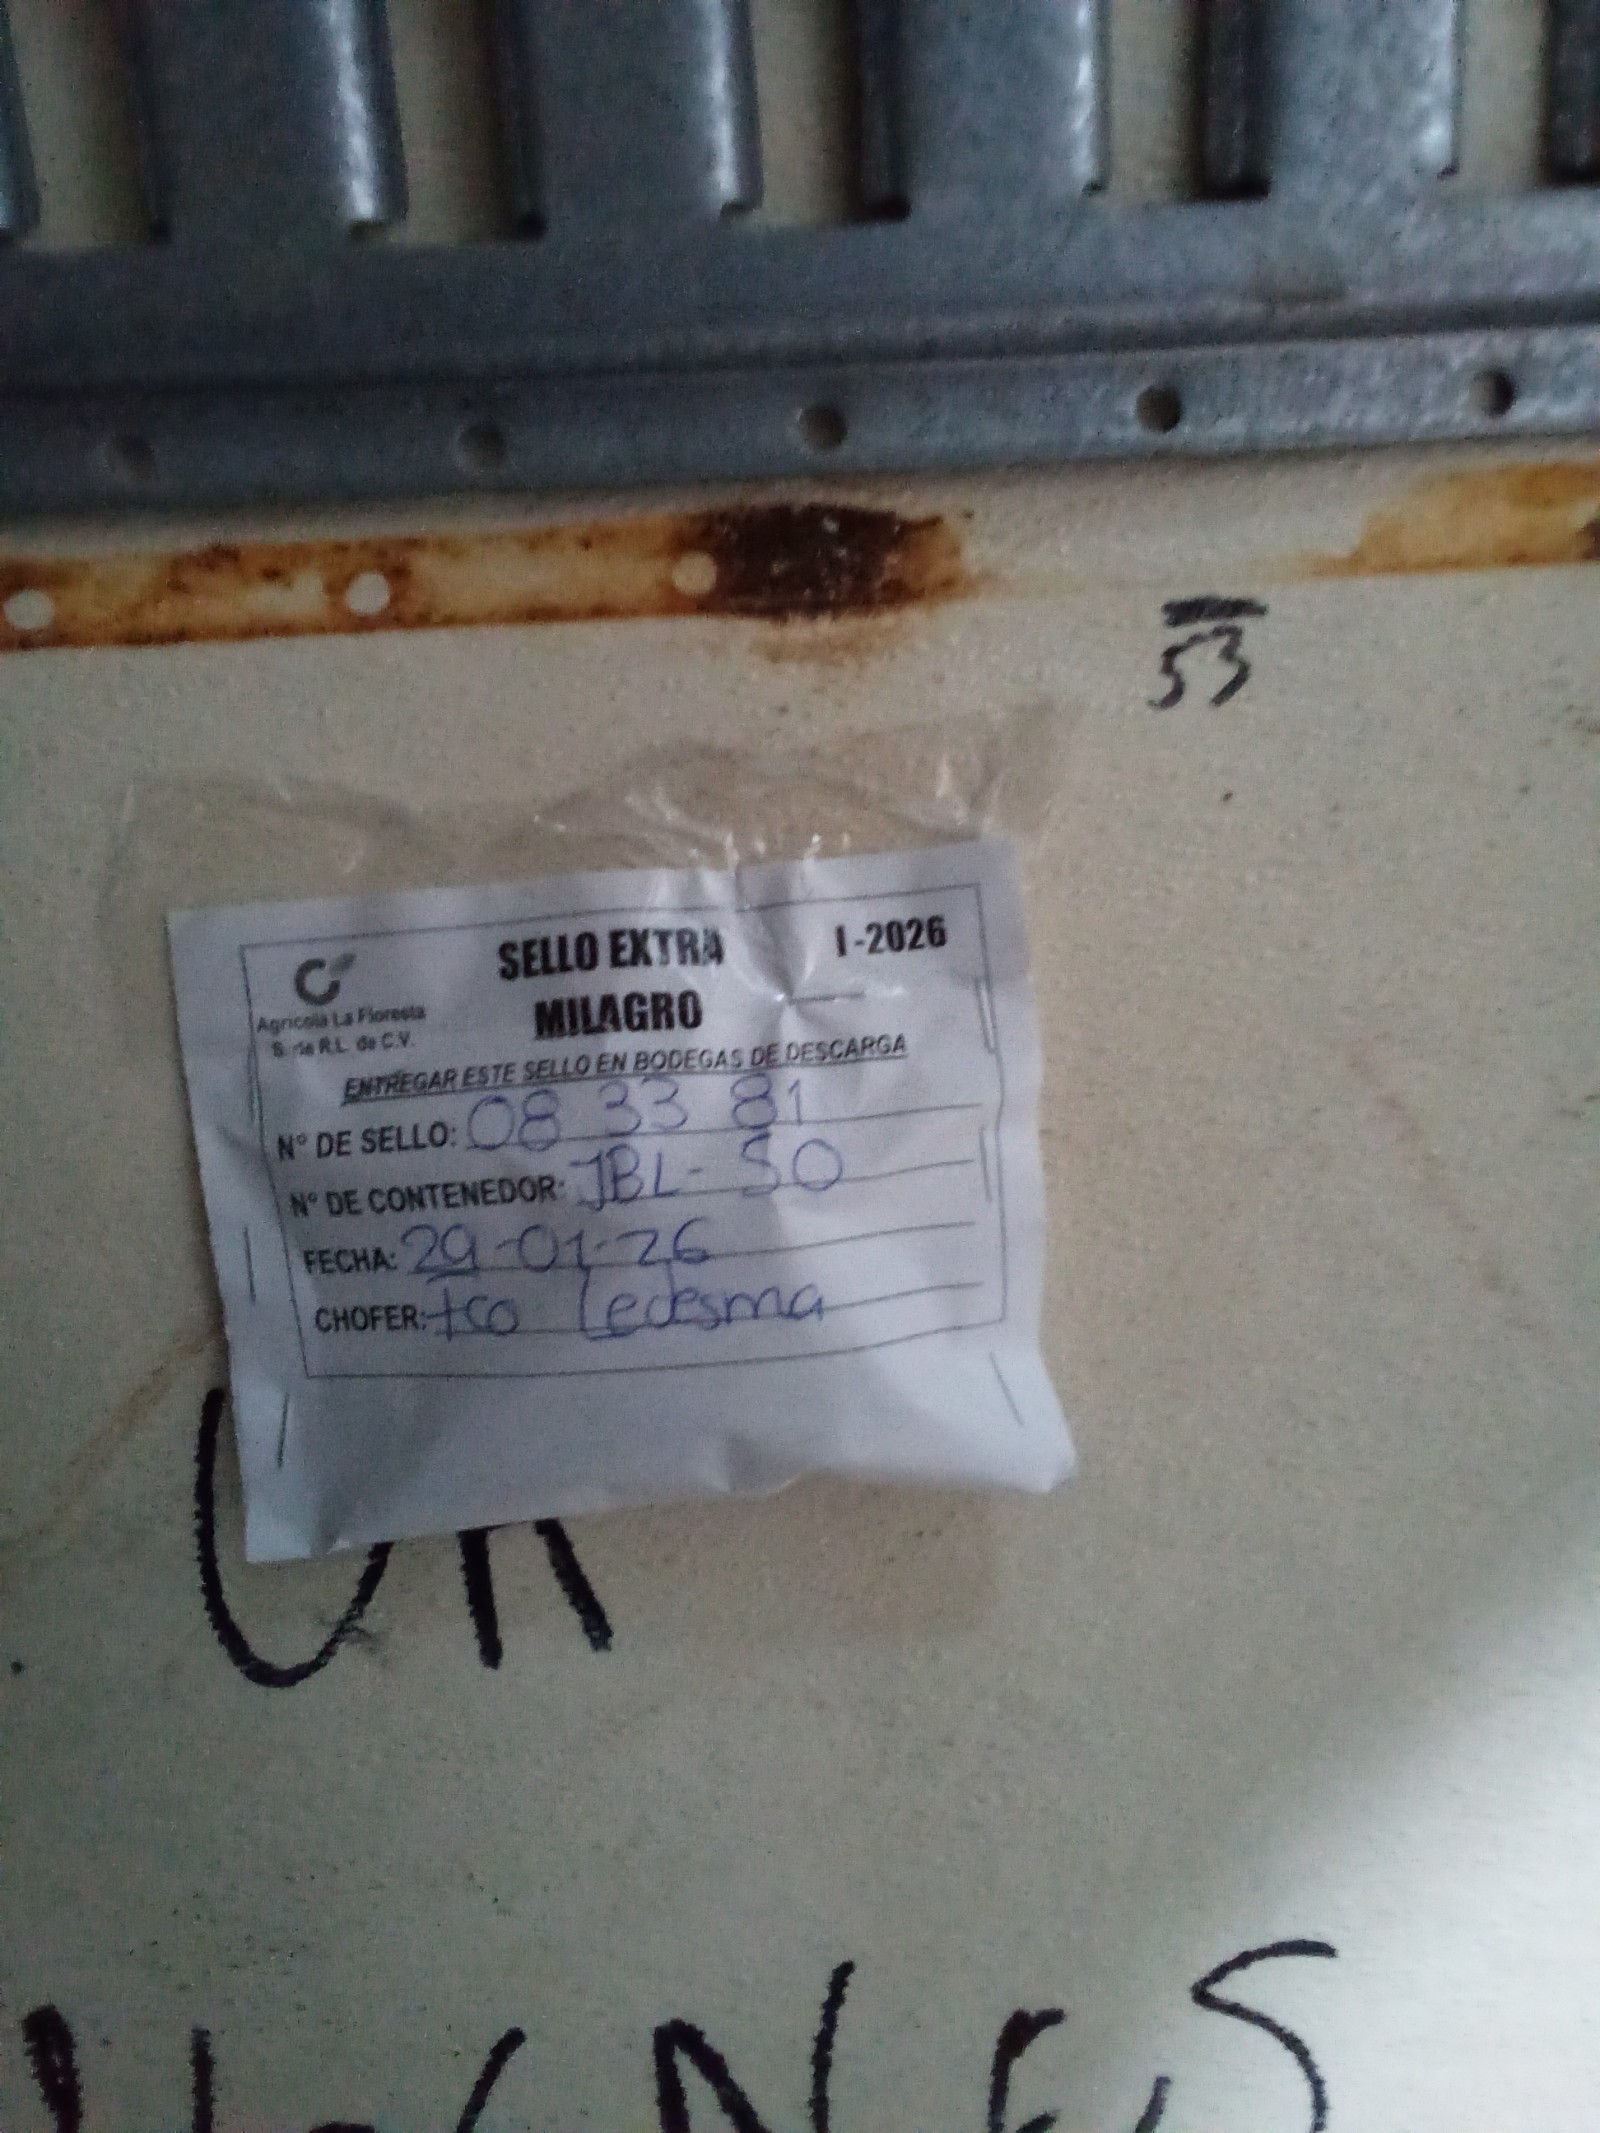 53
SELLO EXTRA I-2026
MILAGRO
Agricola La Floresta
S. de R.L. de C.V.
ENTREGAR ESTE SELLO EN BODEGAS DE DESCARGA
N° DE SELLO: 08 33 81
N° DE CONTENEDOR: JBL- 50
FECHA: 29-01-26
CHOFER: fco Ledesma